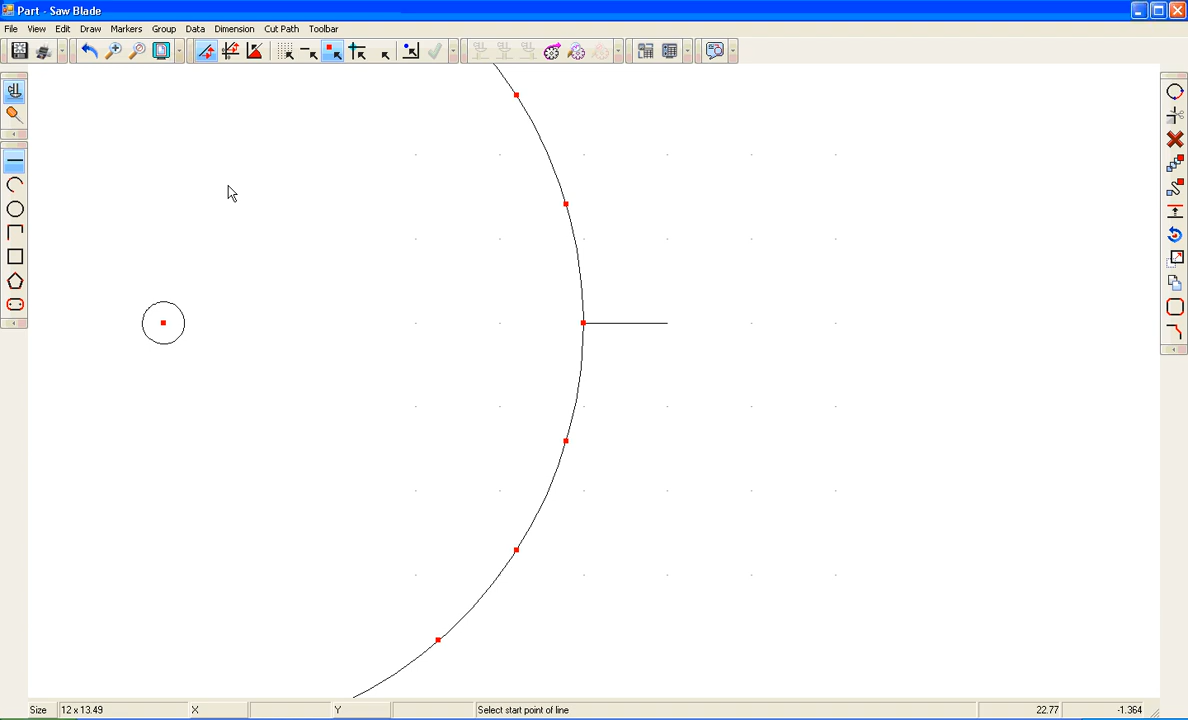 Part - Saw Blade
File View Edit Draw Markers Group Data Dimension Cut Path Toolbar
Size 12 x 13.49 X Y Select start point of line 22.77 -1.364